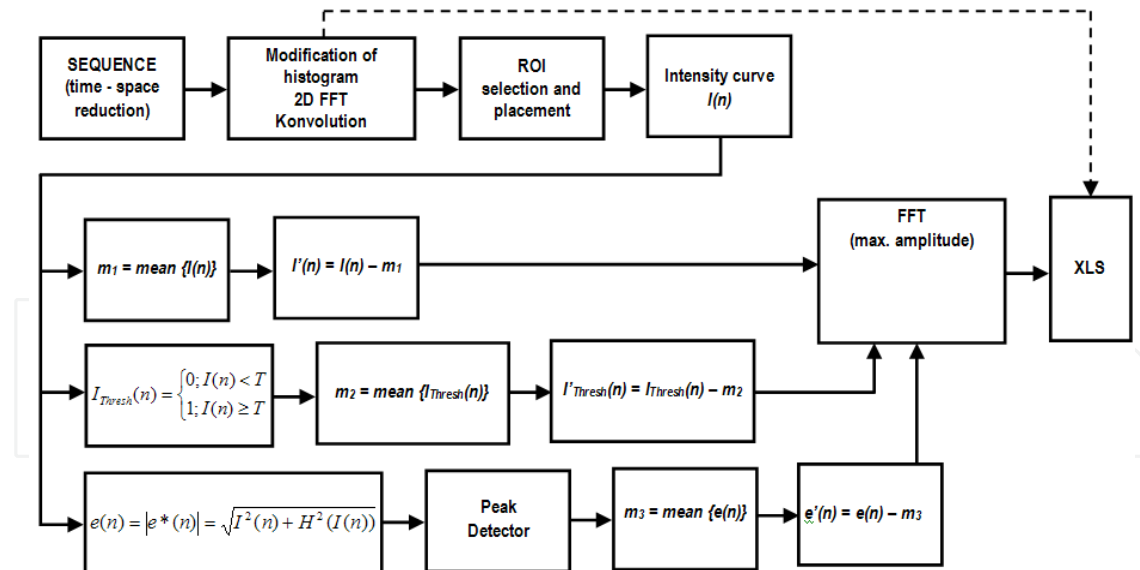 SEQUENCE
(time - space
reduction)
Modification of
histogram
2D FFT
Konvolution
ROI
selection and
placement
Intensity curve
I(n)
m₁ = mean {I(n)}
I'(n) = I(n) – m₁
FFT
(max. amplitude)
XLS
I_Thresh(n) = {0; I(n) < T
1; I(n) ≥ T
m₂ = mean {I_Thresh(n)}
I'_Thresh(n) = I_Thresh(n) – m₂
e(n) = |e*(n)| = √(I²(n) + H²(I(n)))
Peak
Detector
m₃ = mean {e(n)}
e'(n) = e(n) – m₃